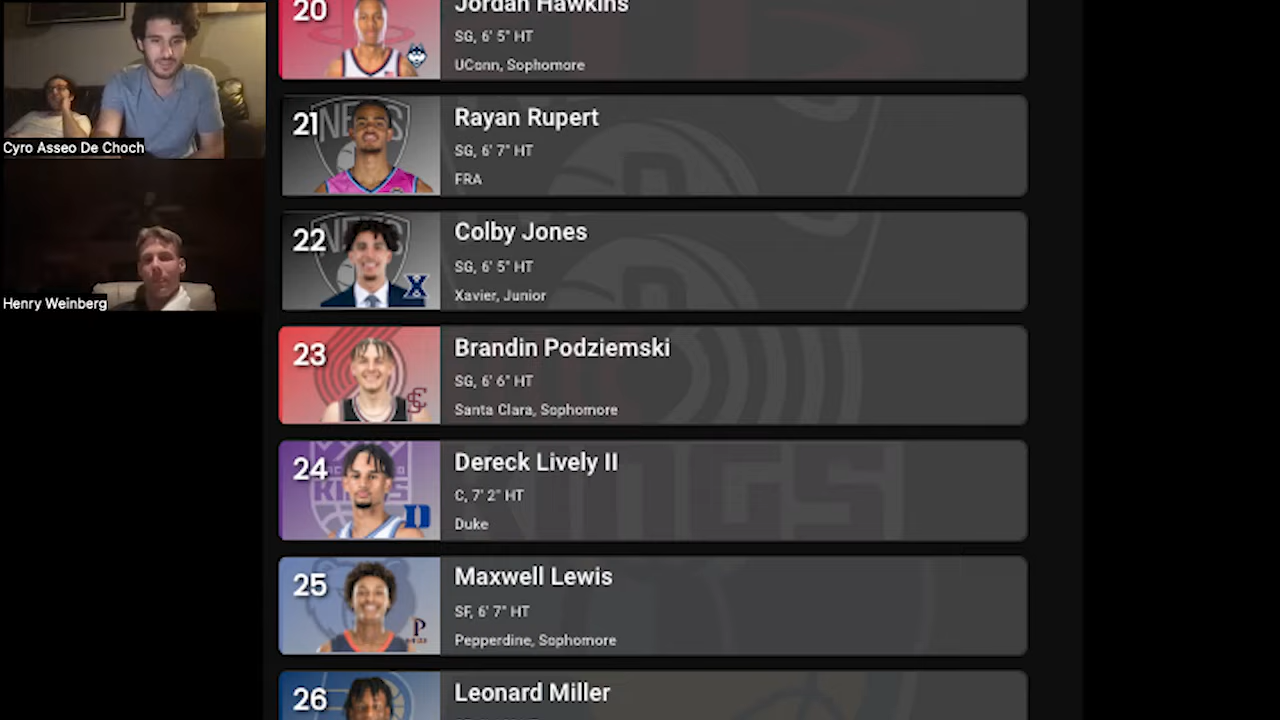 Cyro Asseo De Choch
Henry Weinberg
20
Jordan Hawkins
SG, 6' 5" HT
UConn, Sophomore
21
NETS
Rayan Rupert
SG, 6' 7" HT
FRA
22
NETS
Colby Jones
SG, 6' 5" HT
Xavier, Junior
23
Brandin Podziemski
SG, 6' 6" HT
Santa Clara, Sophomore
24
KINGS
Dereck Lively II
C, 7' 2" HT
Duke
25
Maxwell Lewis
SF, 6' 7" HT
Pepperdine, Sophomore
26
Leonard Miller